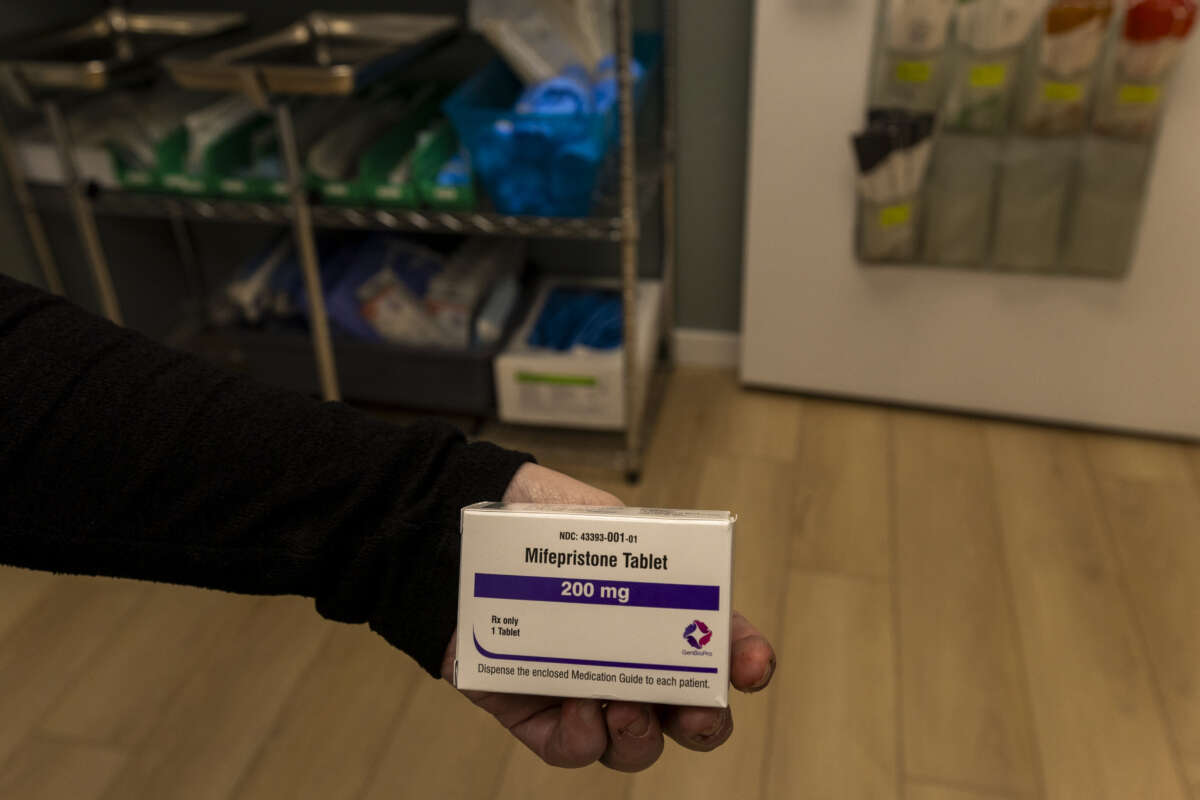 NDC: 43393-001-01
Mifepristone Tablet
200 mg
Rx only
1 Tablet
GenBioPro
Dispense the enclosed Medication Guide to each patient.